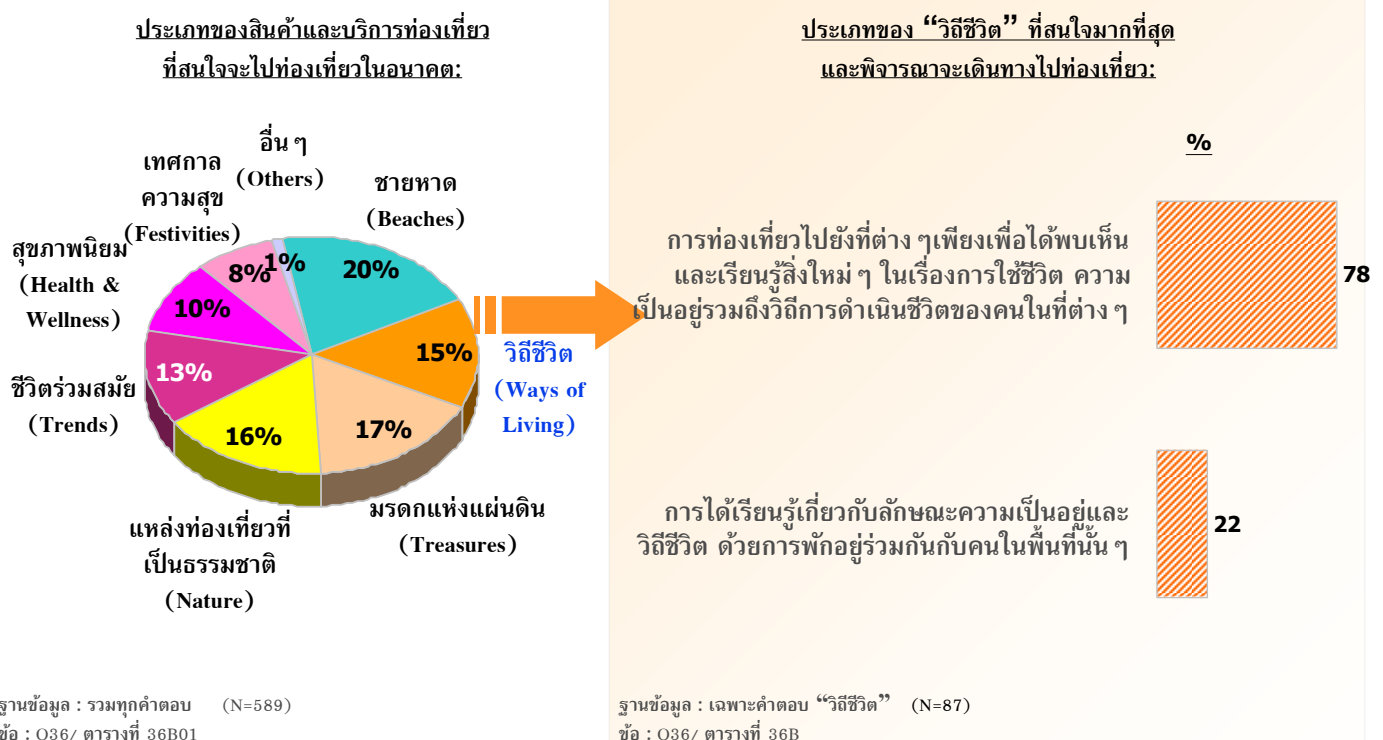 ประเภทของสินค้าและบริการท่องเที่ยว
ที่สนใจจะไปท่องเที่ยวในอนาคต:
อื่น ๆ
(Others)
เทศกาล
ความสุข
(Festivities)
ชายหาด
(Beaches)
สุขภาพนิยม
(Health &
Wellness)
8%
1%
20%
10%
15%
วิถีชีวิต
(Ways of
Living)
ชีวิตร่วมสมัย
(Trends)
13%
16%
17%
มรดกแห่งแผ่นดิน
(Treasures)
แหล่งท่องเที่ยวที่
เป็นธรรมชาติ
(Nature)
ฐานข้อมูล : รวมทุกคำตอบ (N=589)
ข้อ : Q36/ ตารางที่ 36B01
ประเภทของ “วิถีชีวิต” ที่สนใจมากที่สุด
และพิจารณาจะเดินทางไปท่องเที่ยว:
%
การท่องเที่ยวไปยังที่ต่าง ๆเพียงเพื่อได้พบเห็น
และเรียนรู้สิ่งใหม่ ๆ ในเรื่องการใช้ชีวิต ความ
เป็นอยู่รวมถึงวิถีการดำเนินชีวิตของคนในที่ต่าง ๆ
78
การได้เรียนรู้เกี่ยวกับลักษณะความเป็นอยู่และ
วิถีชีวิต ด้วยการพักอยู่ร่วมกันกับคนในพื้นที่นั้น ๆ
22
ฐานข้อมูล : เฉพาะคำตอบ “วิถีชีวิต” (N=87)
ข้อ : Q36/ ตารางที่ 36B